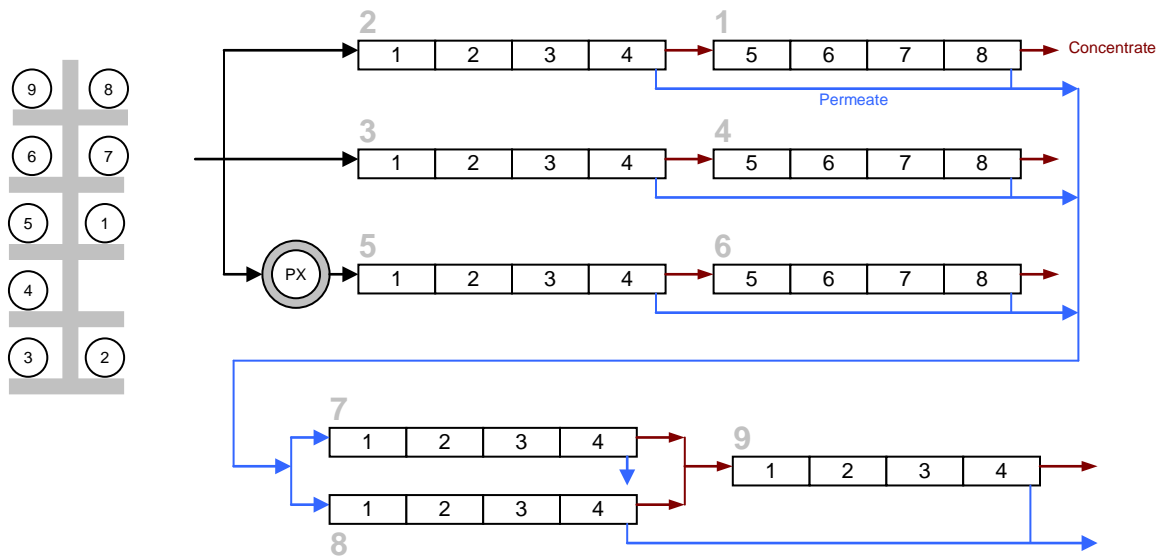 2 1
1 2 3 4 5 6 7 8 Concentrate
Permeate
9 8
3 4
6 7
1 2 3 4 5 6 7 8
5 1
5 6
PX 1 2 3 4 5 6 7 8
4
3 2
7 9
1 2 3 4
1 2 3 4
1 2 3 4
8